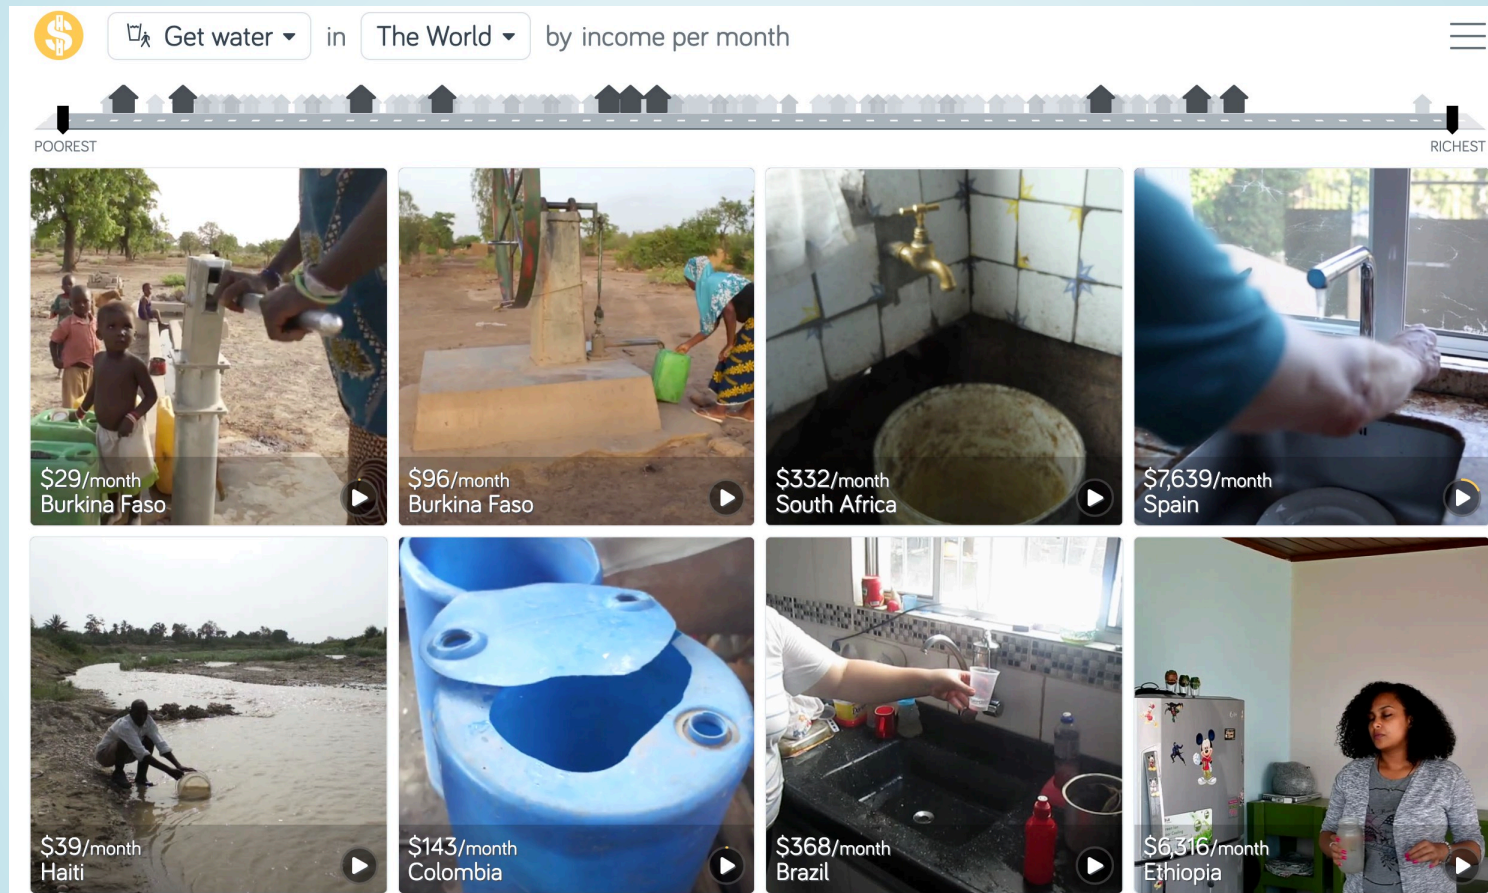 Get water in The World by income per month
POOREST
RICHEST
$29/month
Burkina Faso
$96/month
Burkina Faso
$332/month
South Africa
$7,639/month
Spain
$39/month
Haiti
$143/month
Colombia
$368/month
Brazil
$6,316/month
Ethiopia